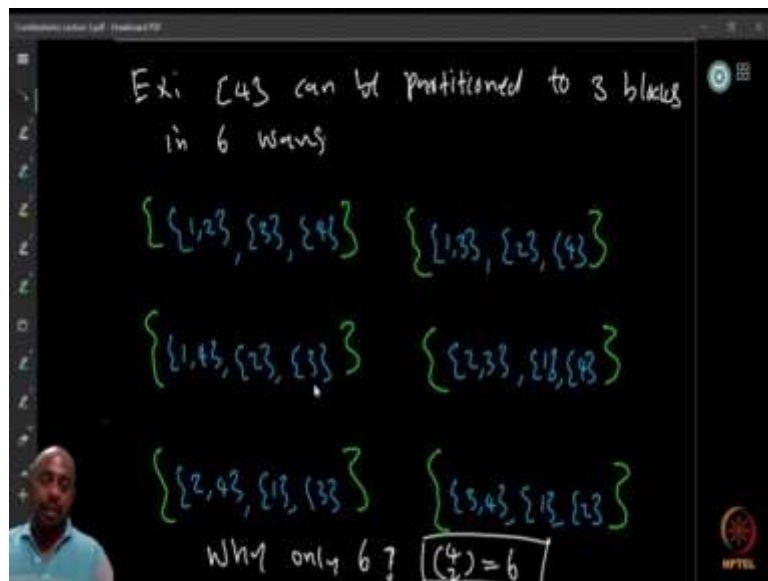 Ex: [4] can be partitioned to 3 blocks
in 6 ways
{{1,2}, {3}, {4}} {{1,3}, {2}, {4}}
{{1,4}, {2}, {3}} {{2,3}, {1}, {4}}
{{2,4}, {1}, {3}} {{3,4}, {1}, {2}}
Why only 6? (4 2) = 6
NPTEL